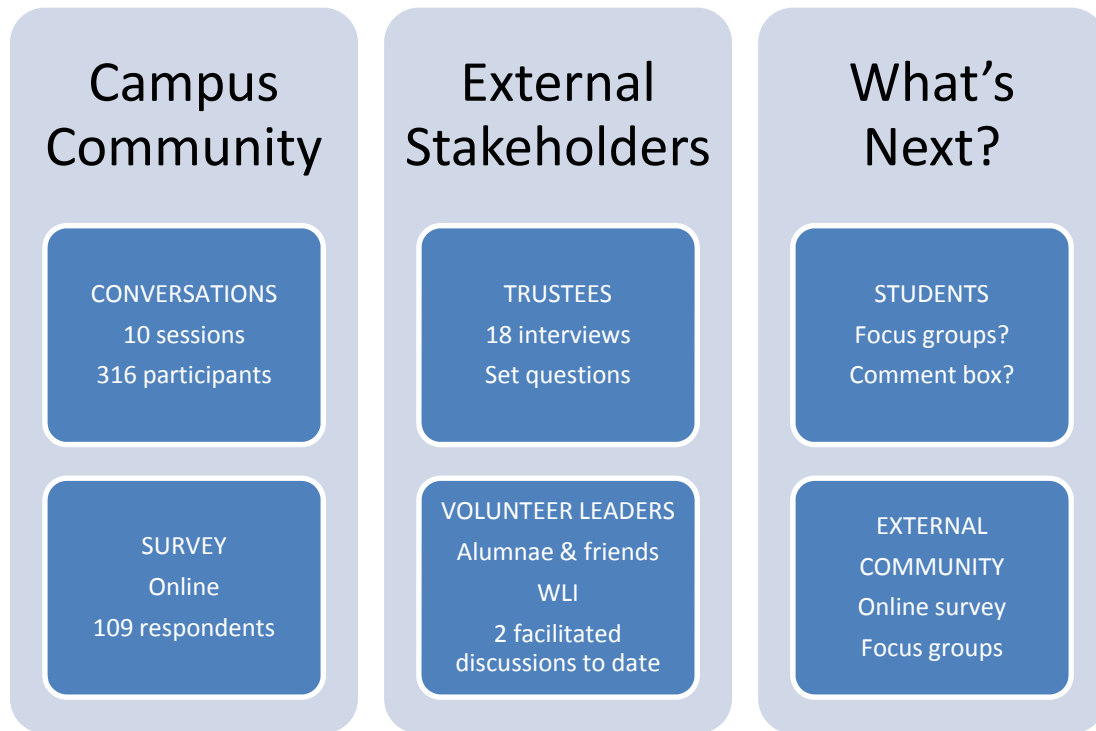 Campus
Community
CONVERSATIONS
10 sessions
316 participants
SURVEY
Online
109 respondents
External
Stakeholders
TRUSTEES
18 interviews
Set questions
VOLUNTEER LEADERS
Alumnae & friends
WLI
2 facilitated
discussions to date
What’s
Next?
STUDENTS
Focus groups?
Comment box?
EXTERNAL
COMMUNITY
Online survey
Focus groups